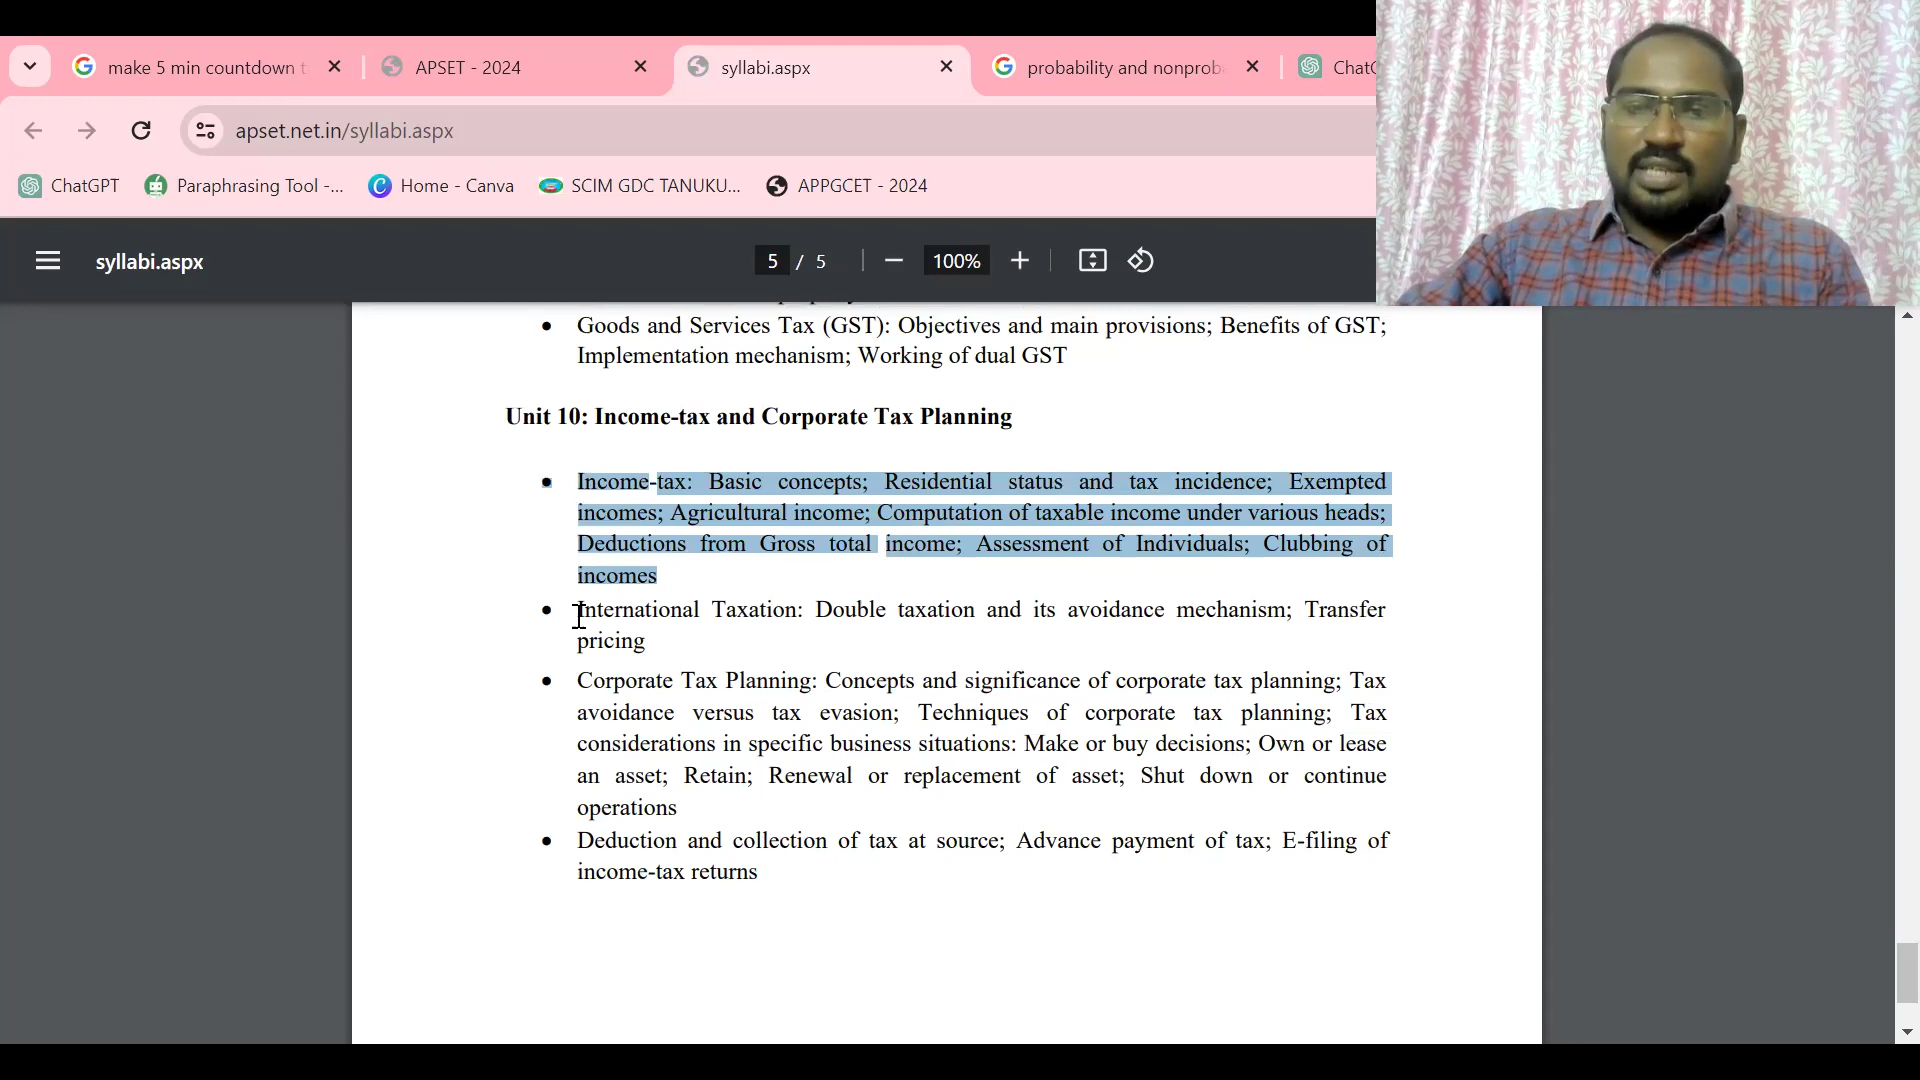 make 5 min countdown t
APSET - 2024
syllabi.aspx
probability and nonprob
ChatG
apset.net.in/syllabi.aspx
ChatGPT
Paraphrasing Tool -...
Home - Canva
SCIM GDC TANUKU...
APPGCET - 2024
syllabi.aspx
5 / 5
100%
• Goods and Services Tax (GST): Objectives and main provisions; Benefits of GST;
Implementation mechanism; Working of dual GST
Unit 10: Income-tax and Corporate Tax Planning
• Income-tax: Basic concepts; Residential status and tax incidence; Exempted
incomes; Agricultural income; Computation of taxable income under various heads;
Deductions from Gross total income; Assessment of Individuals; Clubbing of
incomes
• International Taxation: Double taxation and its avoidance mechanism; Transfer
pricing
• Corporate Tax Planning: Concepts and significance of corporate tax planning; Tax
avoidance versus tax evasion; Techniques of corporate tax planning; Tax
considerations in specific business situations: Make or buy decisions; Own or lease
an asset; Retain; Renewal or replacement of asset; Shut down or continue
operations
• Deduction and collection of tax at source; Advance payment of tax; E-filing of
income-tax returns